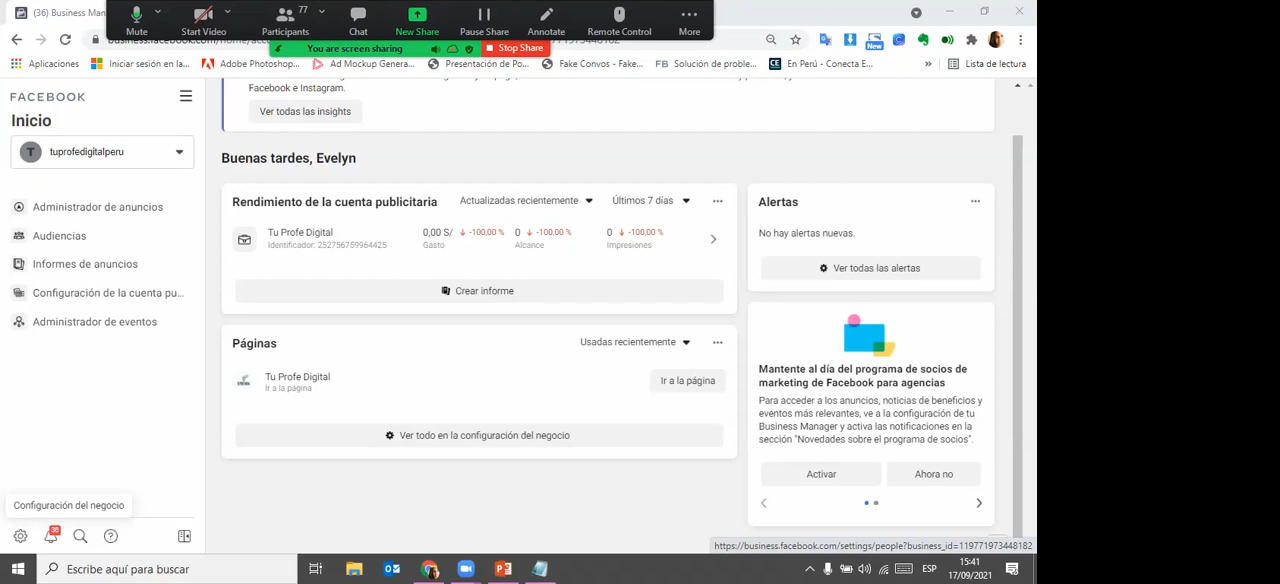 (36) Business Ma
77
Mute
Start Video
Participants
Chat
New Share
Pause Share
Annotate
Remote Control
More
You are screen sharing
Stop Share
New
Aplicaciones
Iniciar sesión en la...
Adobe Photoshop...
Ad Mockup Genera...
Presentación de Po...
Fake Convos - Fake...
FB Solución de proble...
CE En Perú - Conecta E...
»
Lista de lectura
FACEBOOK
Inicio
T tuprofedigitalperu
Administrador de anuncios
Audiencias
Informes de anuncios
Configuración de la cuenta pu...
Administrador de eventos
Configuración del negocio
36
Facebook e Instagram.
Ver todas las insights
Buenas tardes, Evelyn
Rendimiento de la cuenta publicitaria
Actualizadas recientemente
Últimos 7 días
Tu Profe Digital
Identificador: 252756759964425
0,00 S/ ↓ -100,00 %
Gasto
0 ↓ -100,00 %
Alcance
0 ↓ -100,00 %
Impresiones
Crear informe
Páginas
Usadas recientemente
Tu Profe Digital
Ir a la página
Ir a la página
Ver todo en la configuración del negocio
Alertas
No hay alertas nuevas.
Ver todas las alertas
Mantente al día del programa de socios de
marketing de Facebook para agencias
Para acceder a los anuncios, noticias de beneficios y
eventos más relevantes, ve a la configuración de tu
Business Manager y activa las notificaciones en la
sección "Novedades sobre el programa de socios".
Activar
Ahora no
https://business.facebook.com/settings/people?business_id=119771973448182
Escribe aquí para buscar
ESP
15:41
17/09/2021